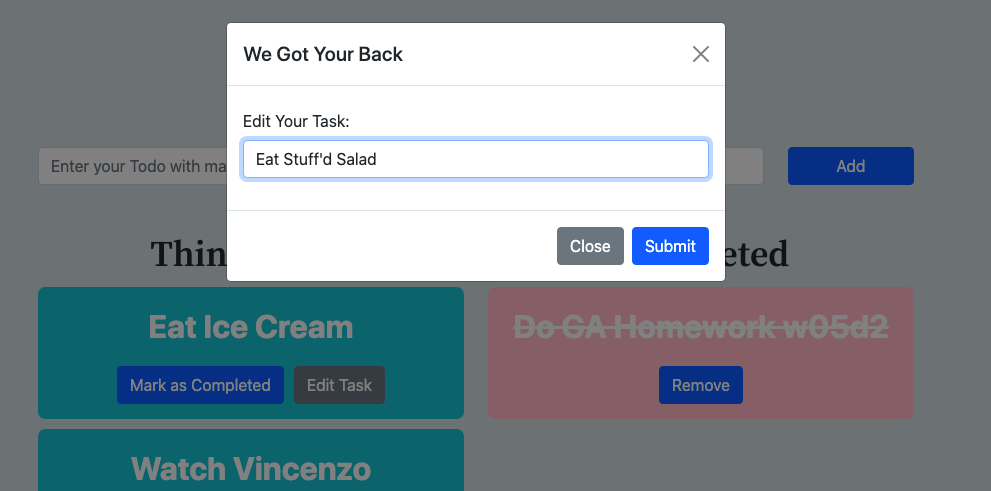 We Got Your Back
Edit Your Task:
Eat Stuff'd Salad
Enter your Todo with ma
Add
Close Submit
Thin
eted
Eat Ice Cream
Mark as Completed Edit Task
Do GA Homework w05d2
Remove
Watch Vincenzo